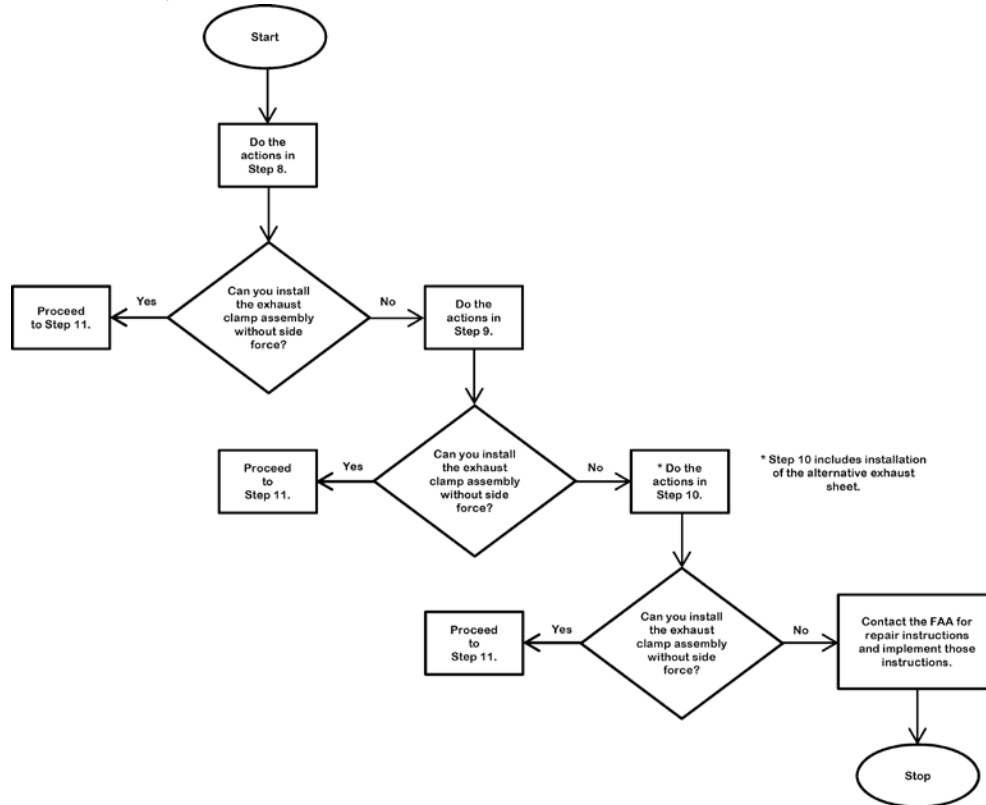 Start
Do the
actions in
Step 8.
Can you install
the exhaust
clamp assembly
without side
force?
Yes
No
Proceed
to Step 11.
Do the
actions in
Step 9.
Can you install
the exhaust
clamp assembly
without side
force?
Yes
No
Proceed
to
Step 11.
* Do the
actions in
Step 10.
* Step 10 includes installation
of the alternative exhaust
sheet.
Can you install
the exhaust
clamp assembly
without side
force?
Yes
No
Proceed
to
Step 11.
Contact the FAA for
repair instructions
and implement those
instructions.
Stop